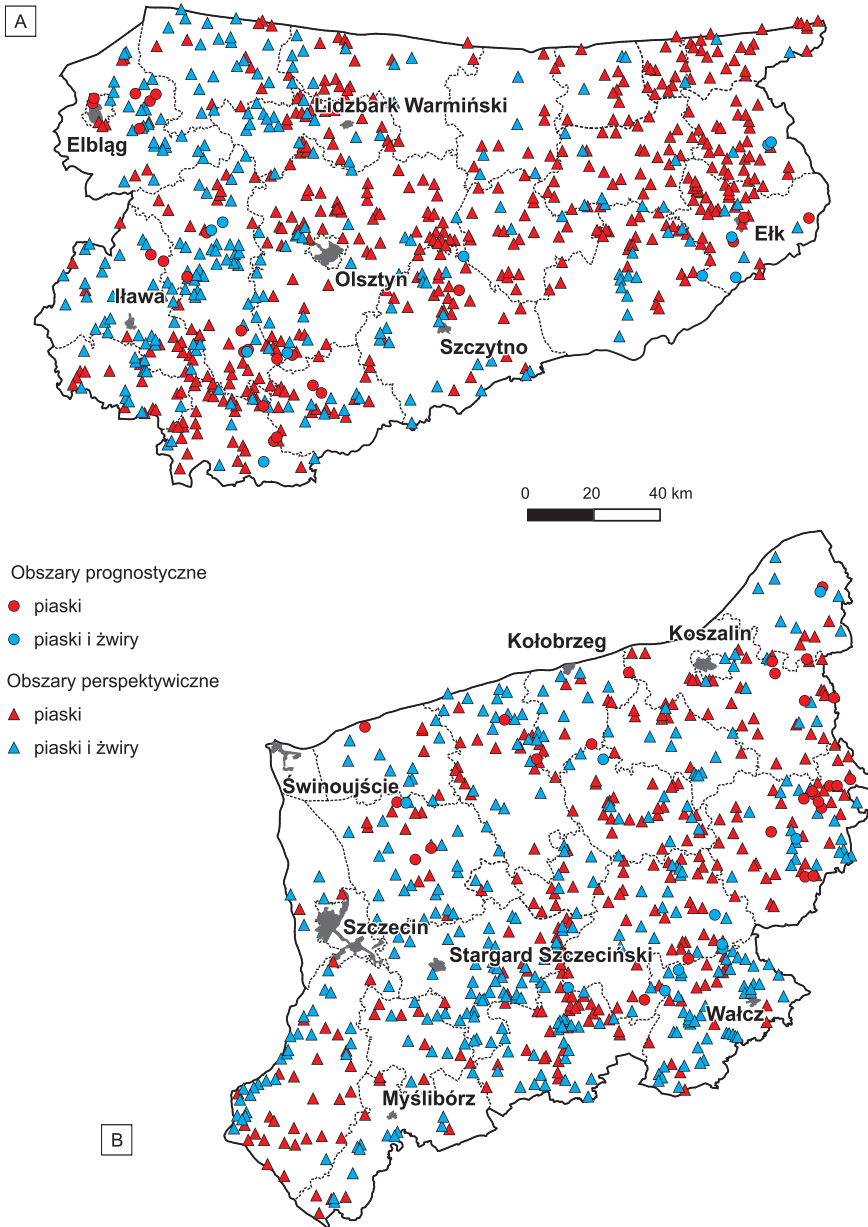 A
Lidzbark Warmiński
Elbląg
Ełk
Olsztyn
Iława
Szczytno
0 20 40 km
Obszary prognostyczne
piaski
piaski i żwiry
Obszary perspektywiczne
piaski
piaski i żwiry
Kołobrzeg
Koszalin
Świnoujście
Szczecin
Stargard Szczeciński
Wałcz
Myślibórz
B